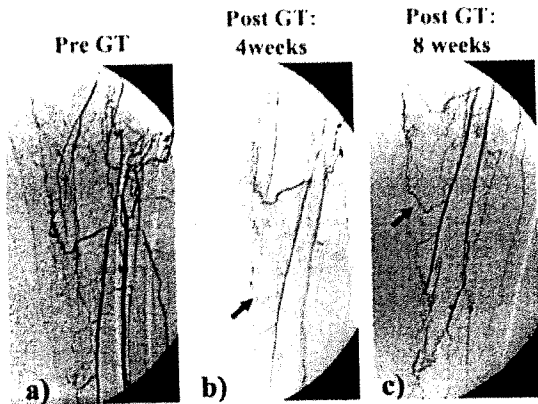 Pre GT
Post GT:
4weeks
Post GT:
8 weeks
a)
b)
c)